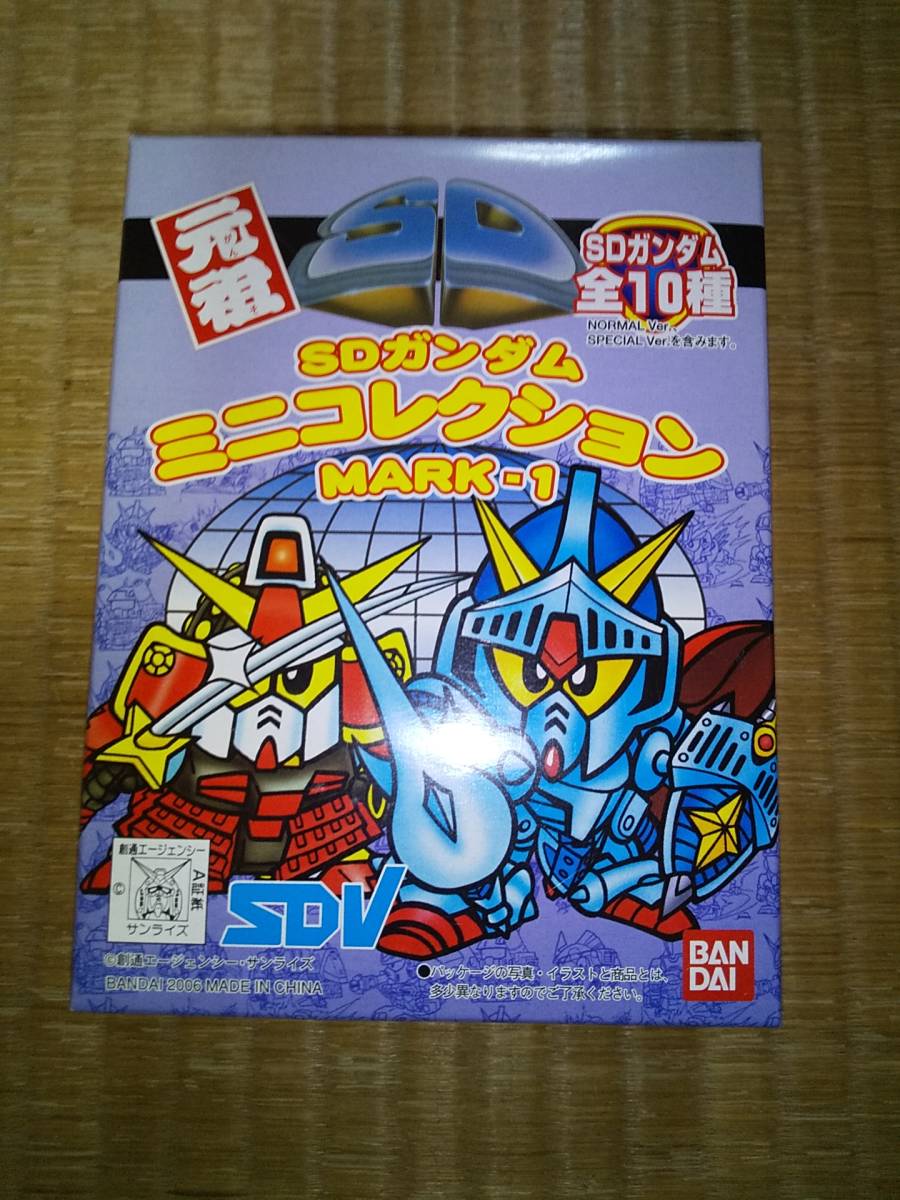 元祖
がんそ
SD
SDガンダム
全10種
NORMAL Ver.、
SPECIAL Ver.を含みます。
SDガンダム
ミニコレクション
MARK-1
創通エージェンシー
©
A証紙
サンライズ
SDV
©創通エージェンシー・サンライズ
BANDAI 2006 MADE IN CHINA
●パッケージの写真・イラストと商品とは、
多少異なりますのでご了承ください。
BAN
DAI